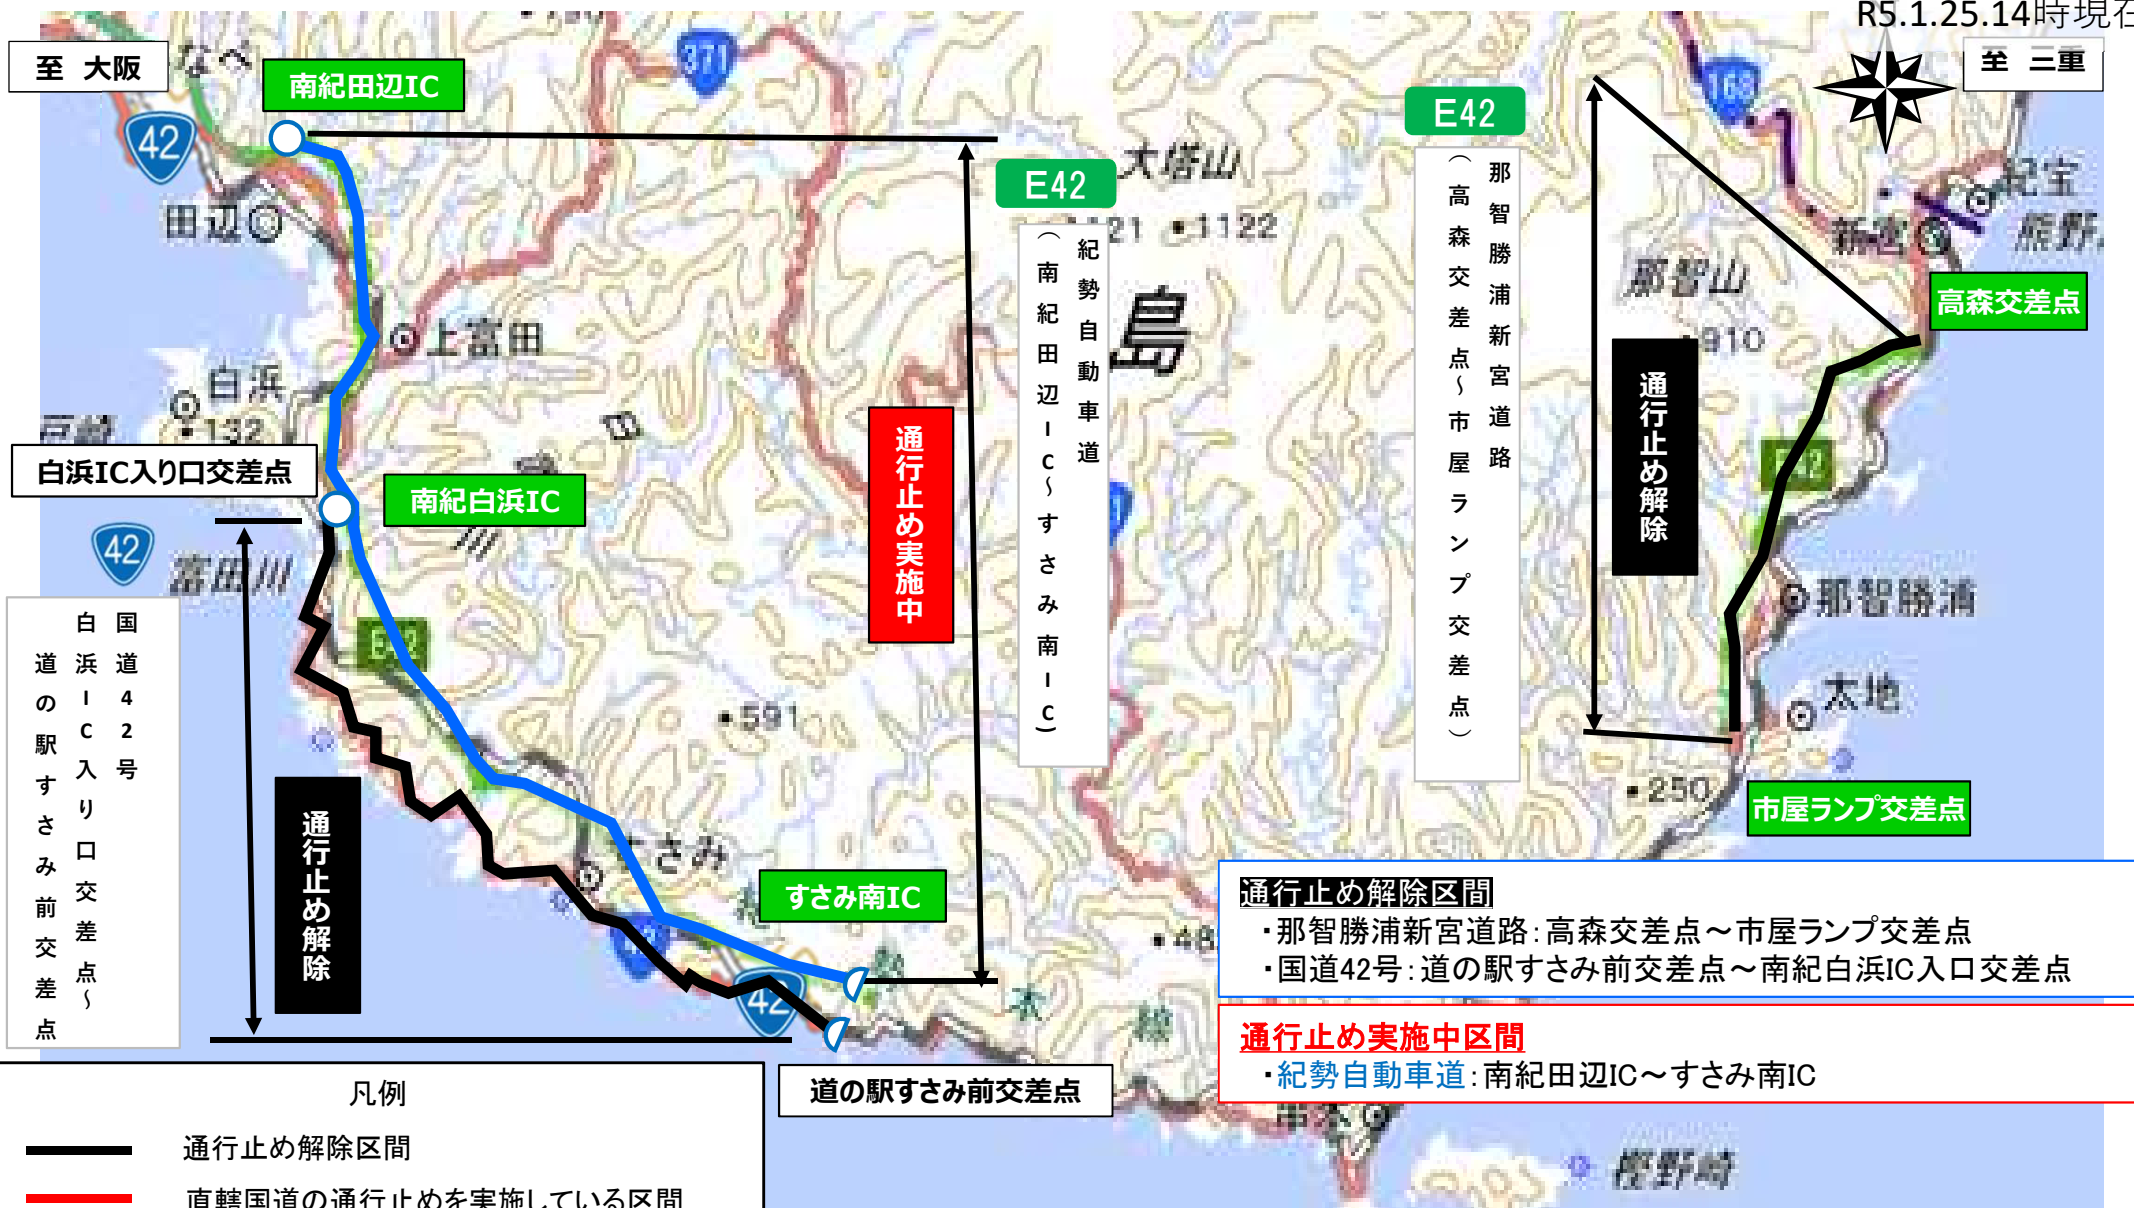 R5.1.25.14時現在
至 大阪
至 三重
南紀田辺IC
371
168
42
E42
E42
大塔山
1122
田辺
上富田
白浜
132
白浜IC入り口交差点
南紀白浜IC
42
富田川
国道42号
白浜IC入り口交差点～
道の駅すさみ前交差点
通行止め解除
通行止め実施中
紀勢自動車道
（南紀田辺IC～すさみ南IC）
島
那智勝浦新宮道路
（高森交差点～市屋ランプ交差点）
通行止め解除
紀宝
新宮
熊野
那智山
910
高森交差点
那智勝浦
太地
250
市屋ランプ交差点
591
さみ
すさみ南IC
42
道の駅すさみ前交差点
樫野崎
通行止め解除区間
・那智勝浦新宮道路：高森交差点～市屋ランプ交差点
・国道42号：道の駅すさみ前交差点～南紀白浜IC入口交差点
通行止め実施中区間
・紀勢自動車道：南紀田辺IC～すさみ南IC
凡例
通行止め解除区間
直轄国道の通行止めを実施している区間